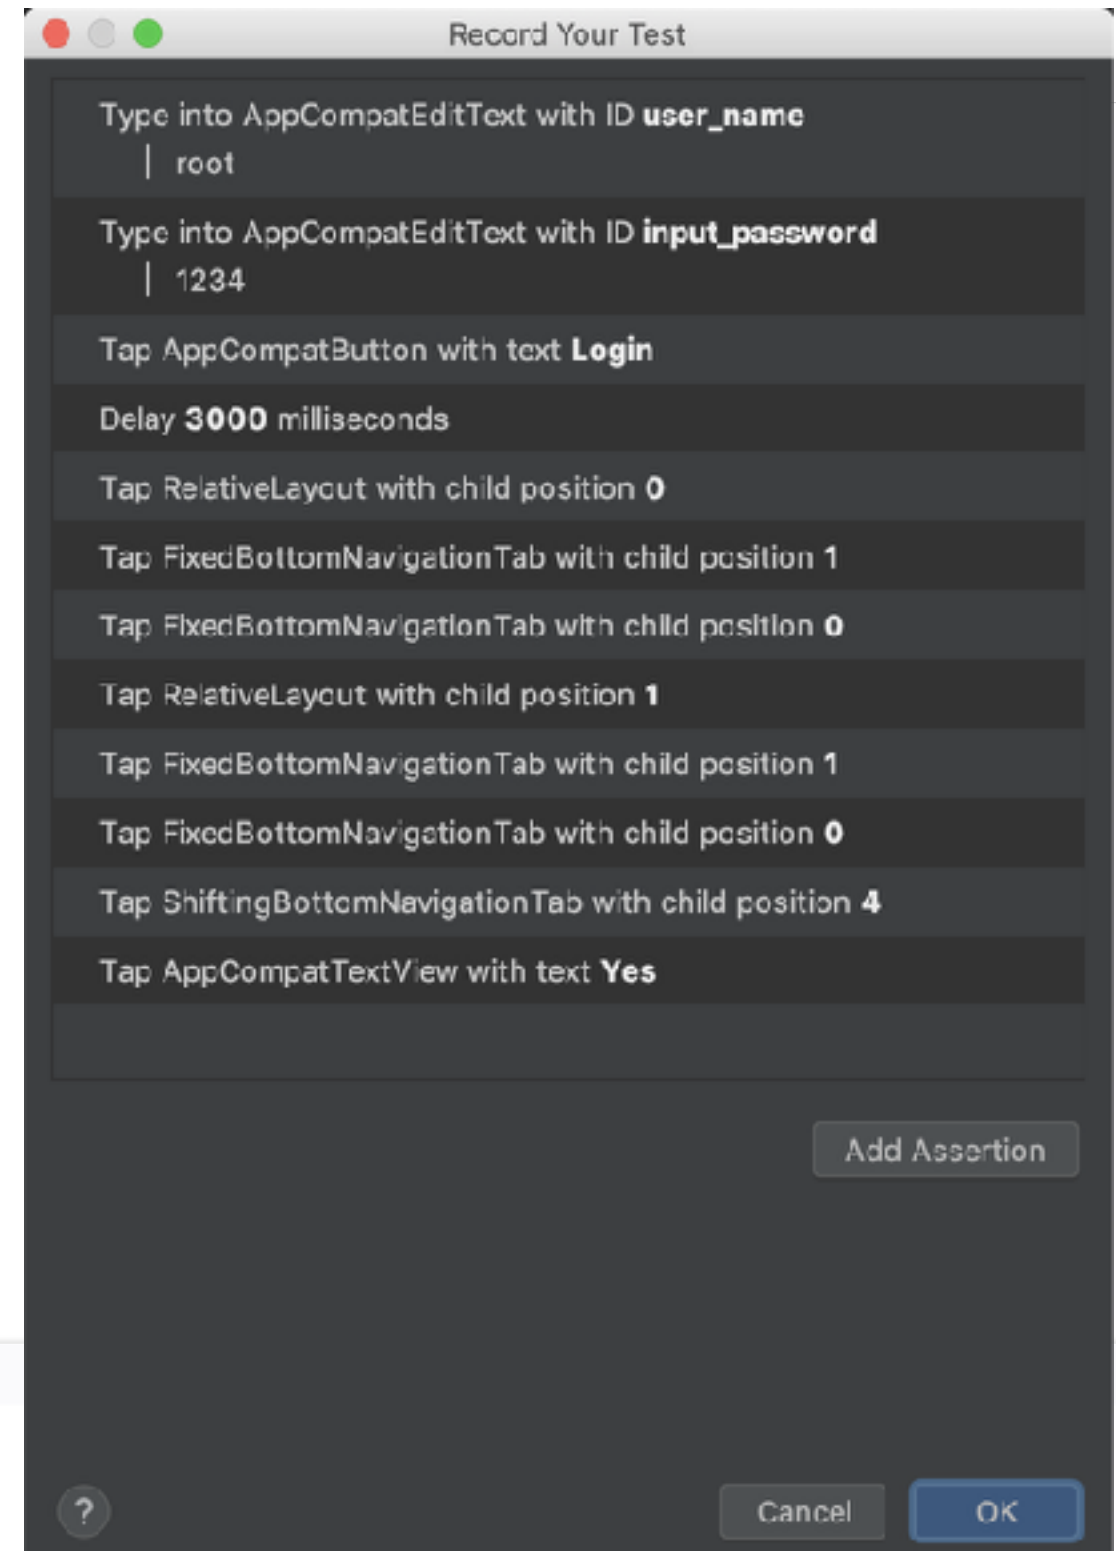 Record Your Test
Type into AppCompatEditText with ID user_name
root
Type into AppCompatEditText with ID input_password
1234
Tap AppCompatButton with text Login
Delay 3000 milliseconds
Tap RelativeLayout with child position 0
Tap FixedBottomNavigationTab with child position 1
Tap FixedBottomNavigationTab with child position 0
Tap RelativeLayout with child position 1
Tap FixedBottomNavigationTab with child position 1
Tap FixedBottomNavigationTab with child position 0
Tap ShiftingBottomNavigationTab with child position 4
Tap AppCompatTextView with text Yes
Add Assertion
? Cancel OK